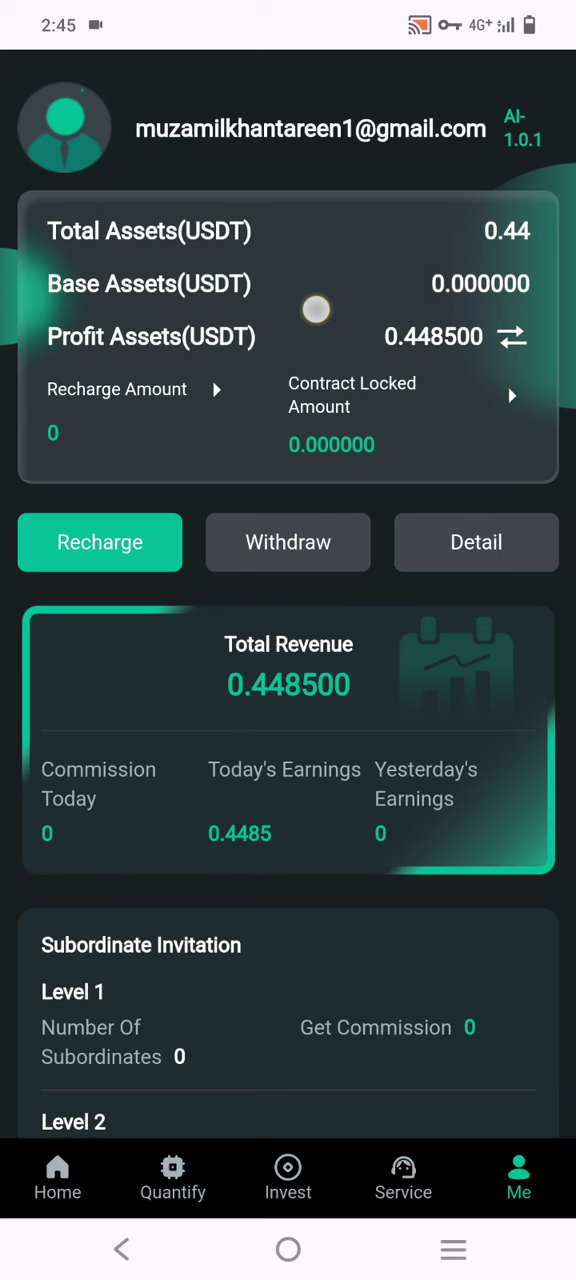 2:45 4G+
muzamilkhantareen1@gmail.com AI-
1.0.1
Total Assets(USDT) 0.44
Base Assets(USDT) 0.000000
Profit Assets(USDT) 0.448500
Recharge Amount Contract Locked
Amount
0 0.000000
Recharge Withdraw Detail
Total Revenue
0.448500
Commission Today's Earnings Yesterday's
Today Earnings
0 0.4485 0
Subordinate Invitation
Level 1
Number Of Get Commission 0
Subordinates 0
Level 2
Home Quantify Invest Service Me